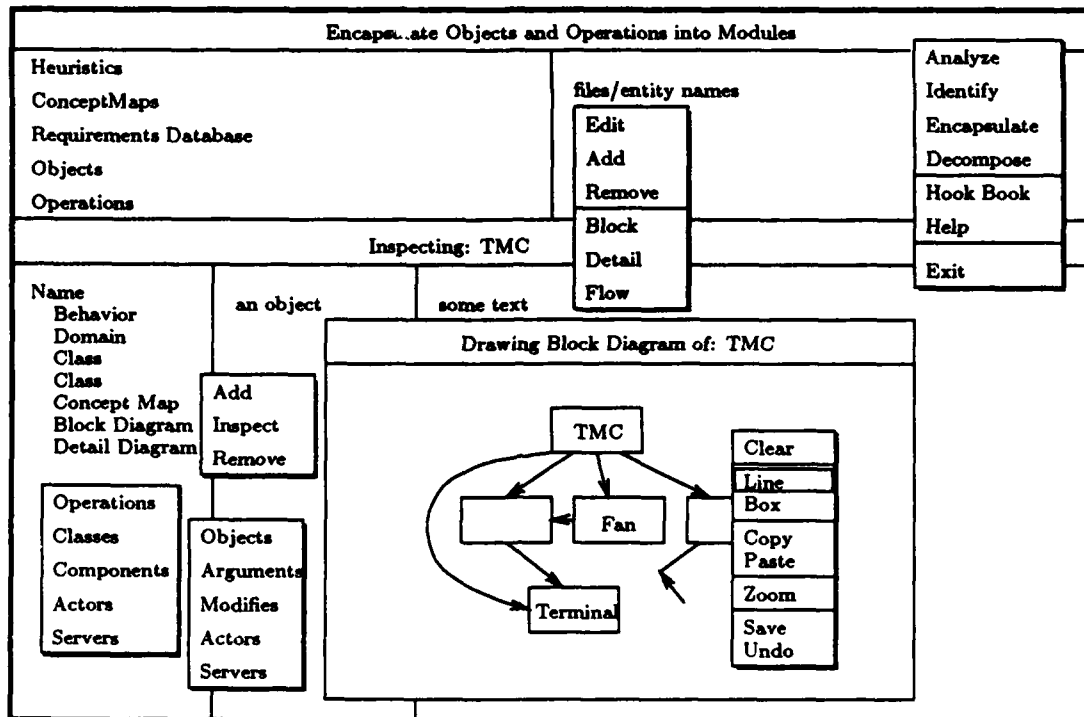 Encapsulate Objects and Operations into Modules
Heuristics
ConceptMaps
Requirements Database
Objects
Operations
files/entity names
Edit
Add
Remove
Block
Detail
Flow
Analyze
Identify
Encapsulate
Decompose
Hook Book
Help
Exit
Inspecting: TMC
Name
Behavior
Domain
Class
Class
Concept Map
Block Diagram
Detail Diagram
an object
some text
Add
Inspect
Remove
Operations
Classes
Components
Actors
Servers
Objects
Arguments
Modifies
Actors
Servers
Drawing Block Diagram of: TMC
TMC
Fan
Terminal
Clear
Line
Box
Copy
Paste
Zoom
Save
Undo